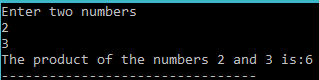 Enter two numbers
2
3
The product of the numbers 2 and 3 is:6
--------------------------------